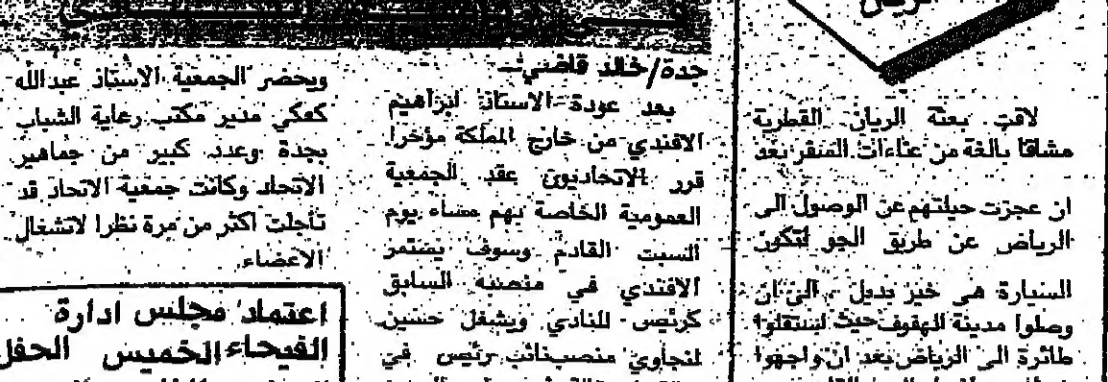 الريان
لاقت بعثة الريان القطرية
مشاقا بالغة من عناءات السفر بعد
ان عجزت حيلتهم عن الوصول الى
الرياض عن طريق الجو لتكون
السيارة هى خير بديل الى ان
وصلوا مدينة الهفوف حيث استقلوا
طائرة الى الرياض بعد ان واجهوا
جدة/خالد قاضي
بعد عودة الاستاذ ابراهيم
الافندي من خارج المملكة مؤخرا
قرر الاتحاديون عقد الجمعية
العمومية الخاصة بهم مساء يوم
السبت القادم وسوف يستمر
الافندي في منصبه السابق
كرئيس للنادي ويشغل حسين
لنجاوي منصب نائب رئيس في
ويحضر الجمعية الاستاذ عبدالله
كعكي مدير مكتب رعاية الشباب
بجدة وعدد كبير من جماهير
الاتحاد وكانت جمعية الاتحاد قد
تأجلت اكثر من مرة نظرا لانشغال
الاعضاء
اعتماد مجلس ادارة
الفيحاء الخميس الحفل